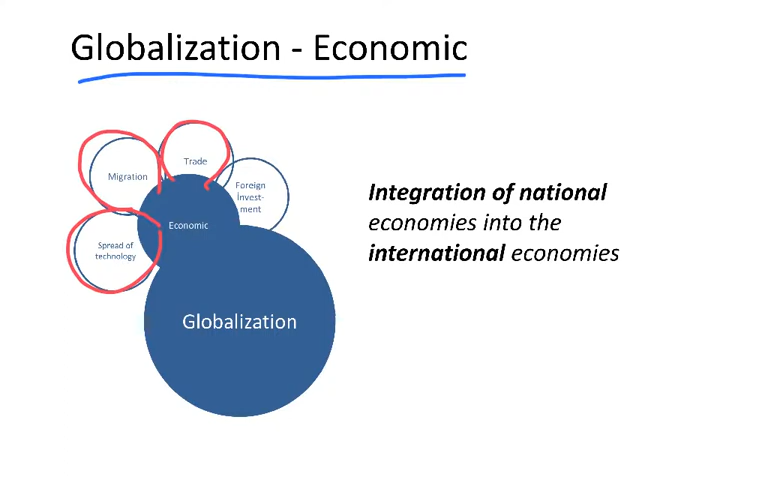 Globalization - Economic
Trade
Migration
Foreign
Invest-
ment
Economic
Spread of
technology
Globalization
Integration of national
economies into the
international economies